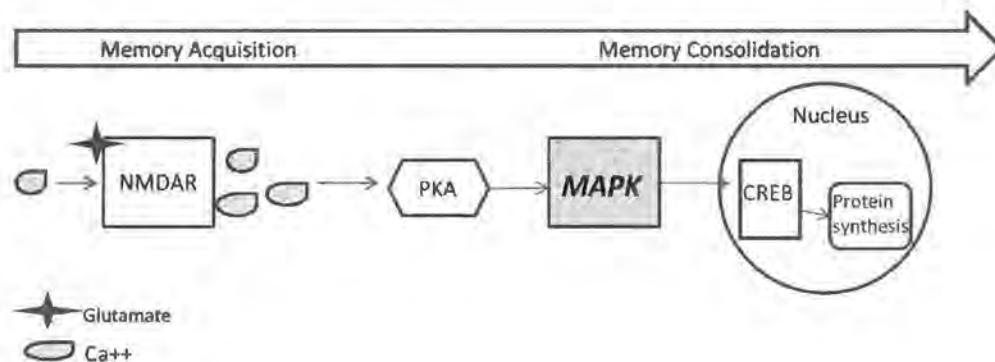 Memory Acquisition Memory Consolidation
Nucleus
NMDAR
PKA
MAPK
CREB
Protein
synthesis
Glutamate
Ca++